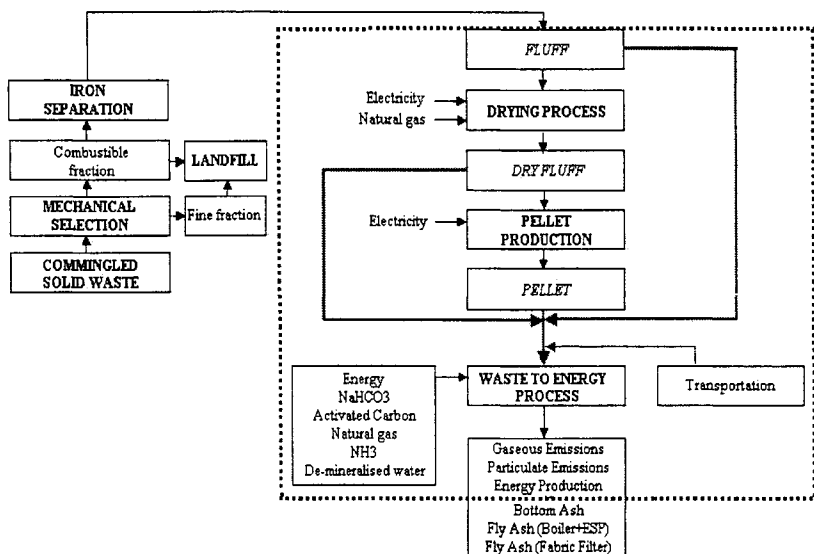 FLUFF
IRON
SEPARATION
Electricity
Natural gas
DRYING PROCESS
Combustible
fraction
LANDFILL
DRY FLUFF
MECHANICAL
SELECTION
Fine fraction
Electricity
PELLET
PRODUCTION
COMMINGLED
SOLID WASTE
PELLET
Energy
NaHCO3
Activated Carbon
Natural gas
NH3
De-mineralised water
WASTE TO ENERGY
PROCESS
Transportation
Gaseous Emissions
Particulate Emissions
Energy Production
Bottom Ash
Fly Ash (Boiler+ESP)
Fly Ash (Fabric Filter)